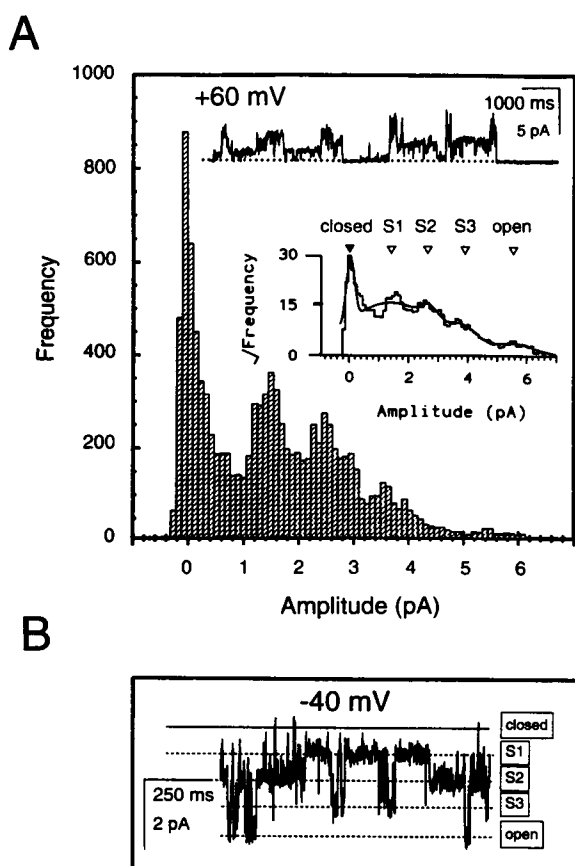 A
1000
800
600
400
200
0
Frequency
+60 mV
1000 ms
5 pA
closed S1 S2 S3 open
30
15
0
√Frequency
0 2 4 6
Amplitude (pA)
0 1 2 3 4 5 6
Amplitude (pA)
B
-40 mV
closed
S1
S2
S3
open
250 ms
2 pA